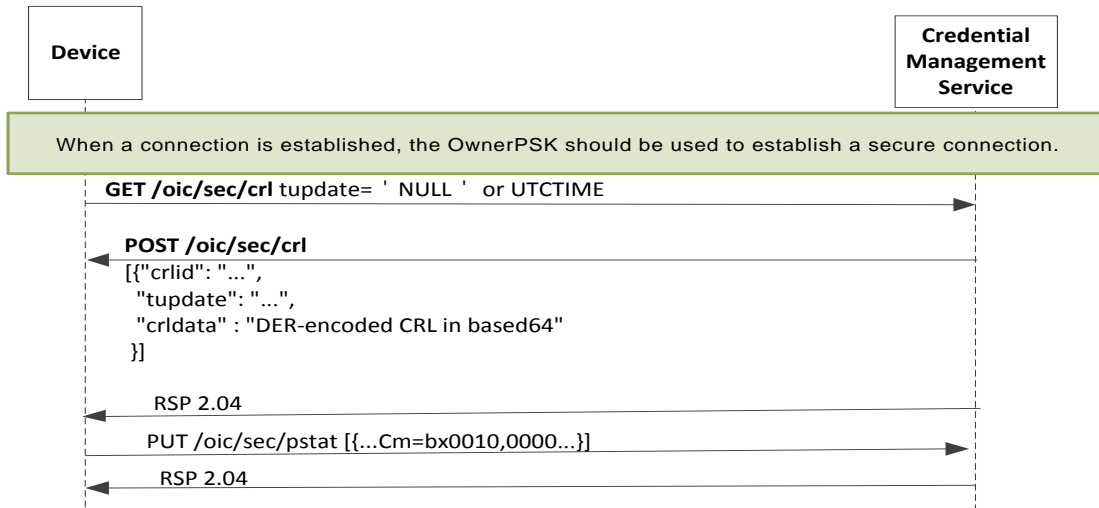 Device
Credential
Management
Service
When a connection is established, the OwnerPSK should be used to establish a secure connection.
GET /oic/sec/crl tupdate= ' NULL ' or UTCTIME
POST /oic/sec/crl
[{"crlid": "...",
"tupdate": "...",
"crldata" : "DER-encoded CRL in based64"
}]
RSP 2.04
PUT /oic/sec/pstat [{...Cm=bx0010,0000...}]
RSP 2.04